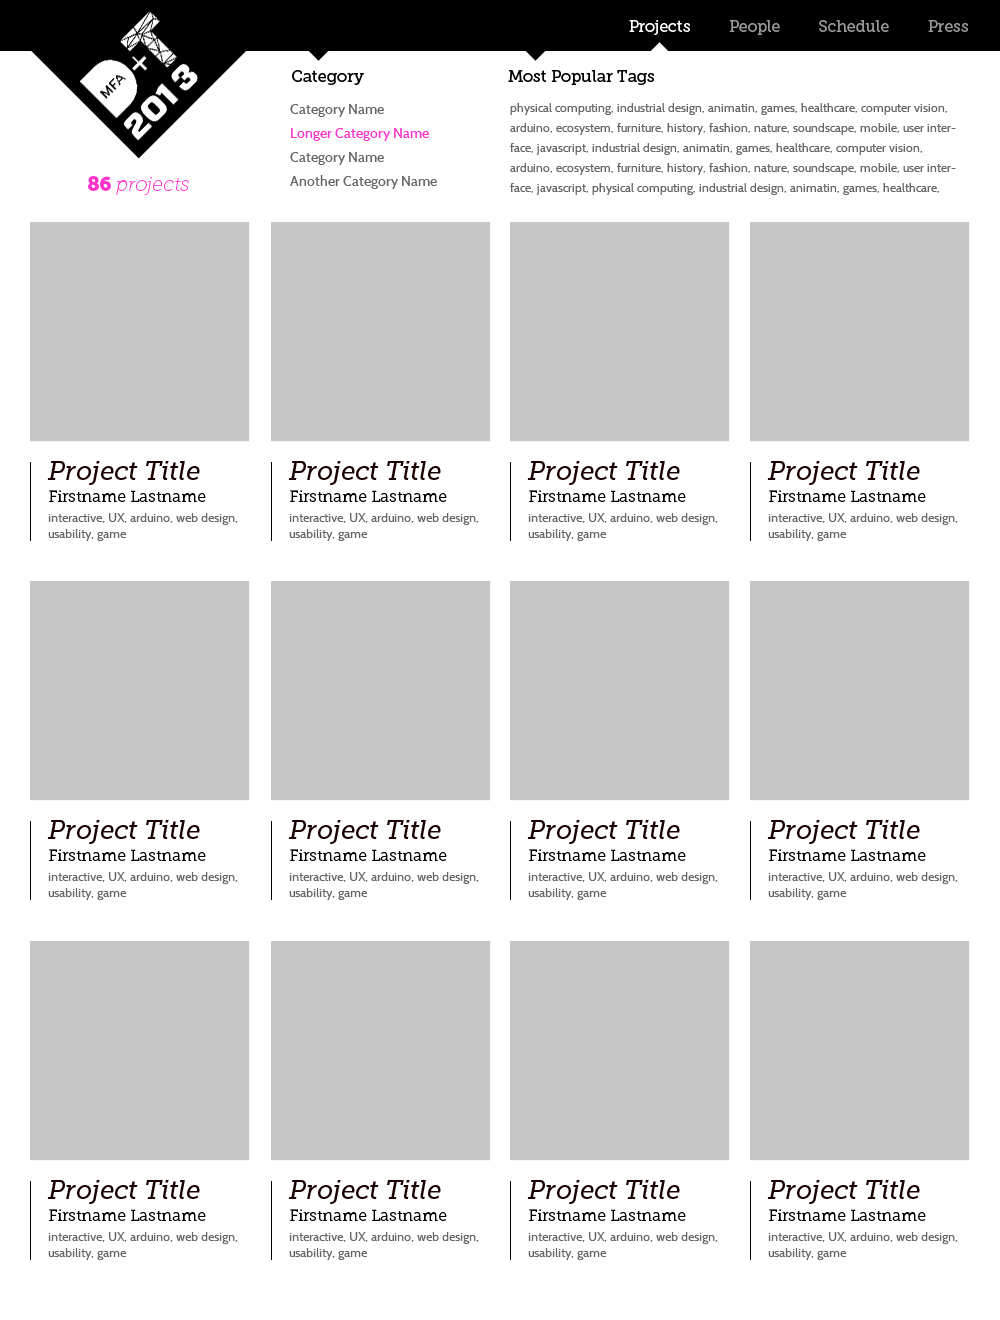 Projects People Schedule Press
MFA
D+T
2013
86 projects
Category
Category Name
Longer Category Name
Category Name
Another Category Name
Most Popular Tags
physical computing, industrial design, animatin, games, healthcare, computer vision,
arduino, ecosystem, furniture, history, fashion, nature, soundscape, mobile, user inter-
face, javascript, industrial design, animatin, games, healthcare, computer vision,
arduino, ecosystem, furniture, history, fashion, nature, soundscape, mobile, user inter-
face, javascript, physical computing, industrial design, animatin, games, healthcare,
Project Title
Firstname Lastname
interactive, UX, arduino, web design,
usability, game
Project Title
Firstname Lastname
interactive, UX, arduino, web design,
usability, game
Project Title
Firstname Lastname
interactive, UX, arduino, web design,
usability, game
Project Title
Firstname Lastname
interactive, UX, arduino, web design,
usability, game
Project Title
Firstname Lastname
interactive, UX, arduino, web design,
usability, game
Project Title
Firstname Lastname
interactive, UX, arduino, web design,
usability, game
Project Title
Firstname Lastname
interactive, UX, arduino, web design,
usability, game
Project Title
Firstname Lastname
interactive, UX, arduino, web design,
usability, game
Project Title
Firstname Lastname
interactive, UX, arduino, web design,
usability, game
Project Title
Firstname Lastname
interactive, UX, arduino, web design,
usability, game
Project Title
Firstname Lastname
interactive, UX, arduino, web design,
usability, game
Project Title
Firstname Lastname
interactive, UX, arduino, web design,
usability, game